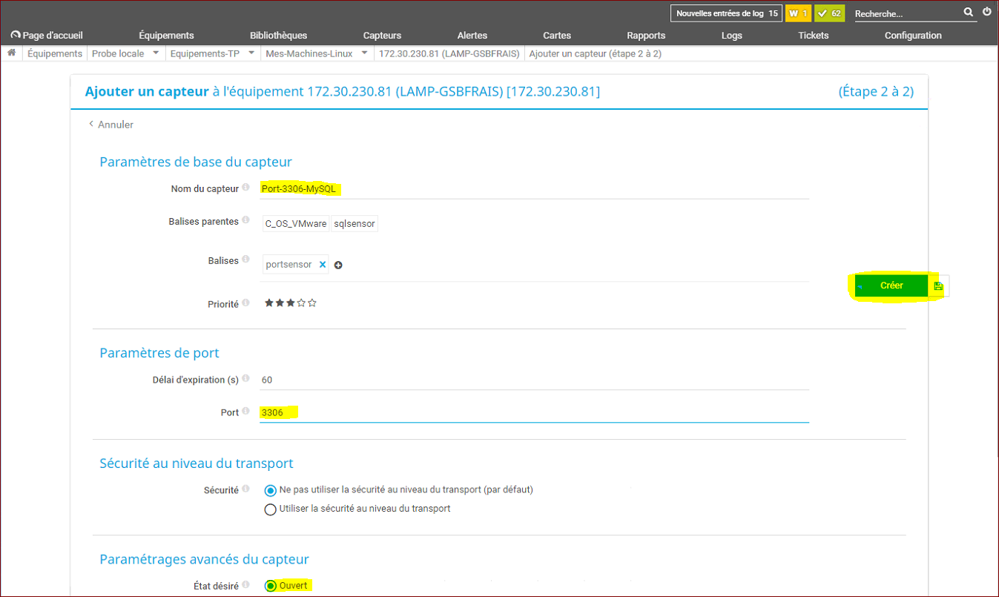 Nouvelles entrées de log 15 W 1 62 Recherche...
Page d'accueil Équipements Bibliothèques Capteurs Alertes Cartes Rapports Logs Tickets Configuration
Équipements Probe locale Equipements-TP Mes-Machines-Linux 172.30.230.81 (LAMP-GSBFRAIS) Ajouter un capteur (étape 2 à 2)
Ajouter un capteur à l'équipement 172.30.230.81 (LAMP-GSBFRAIS) [172.30.230.81] (Étape 2 à 2)
Annuler
Paramètres de base du capteur
Nom du capteur Port-3306-MySQL
Balises parentes C_OS_VMware sqlsensor
Balises portsensor
Créer
Priorité
Paramètres de port
Délai d'expiration (s) 60
Port 3306
Sécurité au niveau du transport
Sécurité Ne pas utiliser la sécurité au niveau du transport (par défaut)
Utiliser la sécurité au niveau du transport
Paramétrages avancés du capteur
État désiré Ouvert